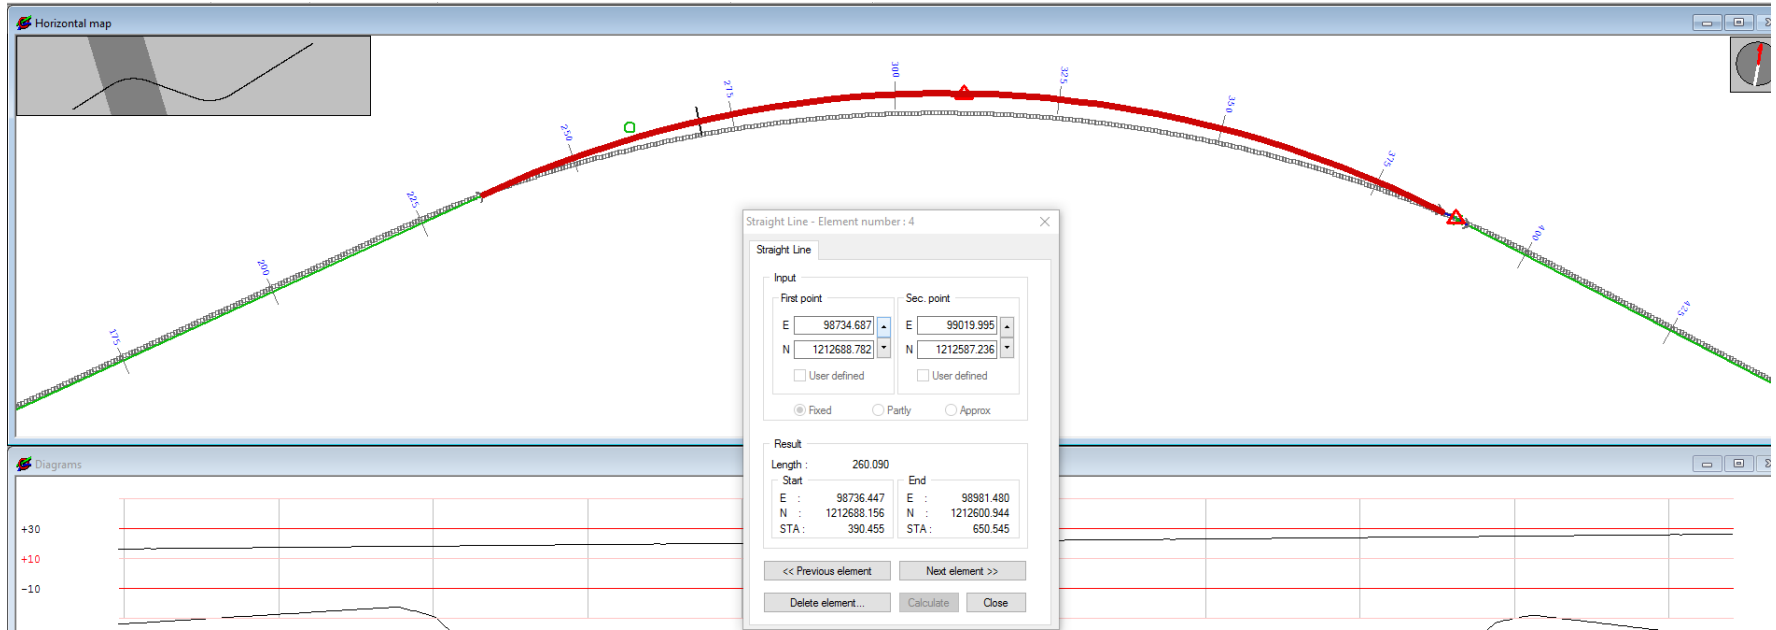 Horizontal map
175
200
225
250
275
300
325
350
375
400
425
Straight Line - Element number : 4
Straight Line
Input
First point
Sec. point
E 98734.687
E 99019.995
N 1212688.782
N 1212587.236
User defined
User defined
Fixed Partly Approx
Result
Length : 260.090
Start
End
E : 98736.447
E : 98981.480
N : 1212688.156
N : 1212600.944
STA : 390.455
STA : 650.545
<< Previous element
Next element >>
Delete element...
Calculate
Close
Diagrams
+30
+10
-10